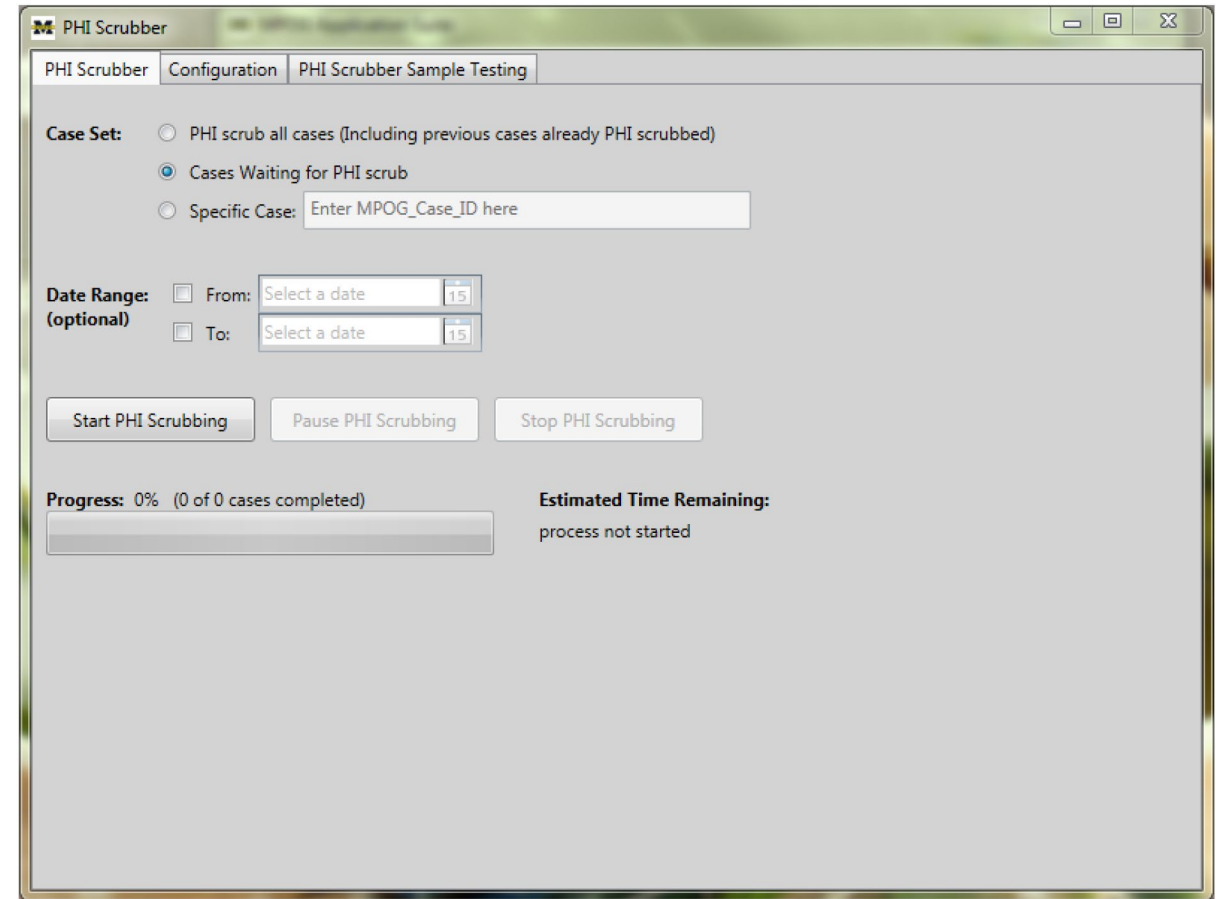 PHI Scrubber
PHI Scrubber Configuration PHI Scrubber Sample Testing
Case Set: PHI scrub all cases (Including previous cases already PHI scrubbed)
Cases Waiting for PHI scrub
Specific Case: Enter MPOG_Case_ID here
Date Range: From: Select a date 15
(optional)
To: Select a date 15
Start PHI Scrubbing Pause PHI Scrubbing Stop PHI Scrubbing
Progress: 0% (0 of 0 cases completed) Estimated Time Remaining:
process not started